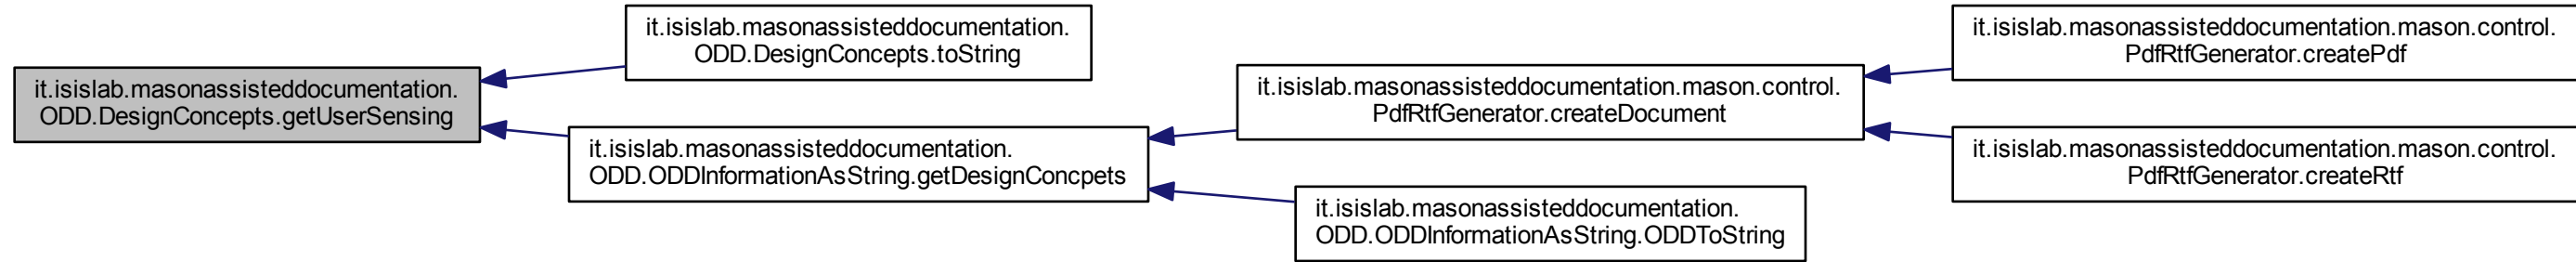 it.isislab.masonassisteddocumentation.
ODD.DesignConcepts.getUserSensing
it.isislab.masonassisteddocumentation.
ODD.DesignConcepts.toString
it.isislab.masonassisteddocumentation.
ODD.ODDInformationAsString.getDesignConcpets
it.isislab.masonassisteddocumentation.mason.control.
PdfRtfGenerator.createDocument
it.isislab.masonassisteddocumentation.
ODD.ODDInformationAsString.ODDToString
it.isislab.masonassisteddocumentation.mason.control.
PdfRtfGenerator.createPdf
it.isislab.masonassisteddocumentation.mason.control.
PdfRtfGenerator.createRtf